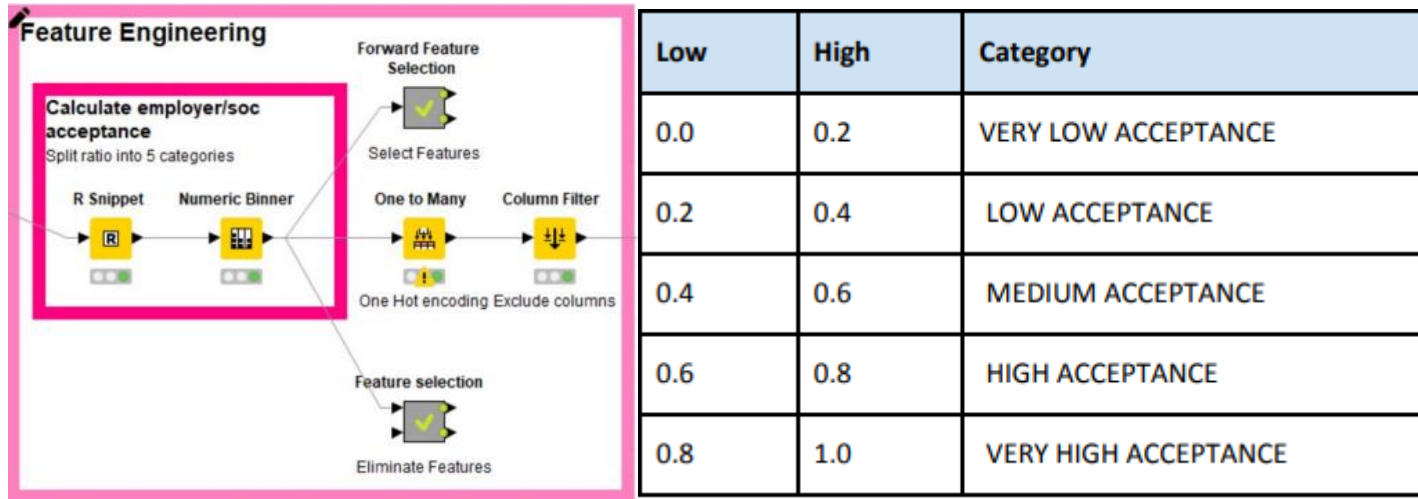 Feature Engineering
Forward Feature
Selection
Select Features
Calculate employer/soc
acceptance
Split ratio into 5 categories
R Snippet
Numeric Binner
One to Many
Column Filter
R
One Hot encoding
Exclude columns
Feature selection
Eliminate Features
Low High Category
0.0 0.2 VERY LOW ACCEPTANCE
0.2 0.4 LOW ACCEPTANCE
0.4 0.6 MEDIUM ACCEPTANCE
0.6 0.8 HIGH ACCEPTANCE
0.8 1.0 VERY HIGH ACCEPTANCE